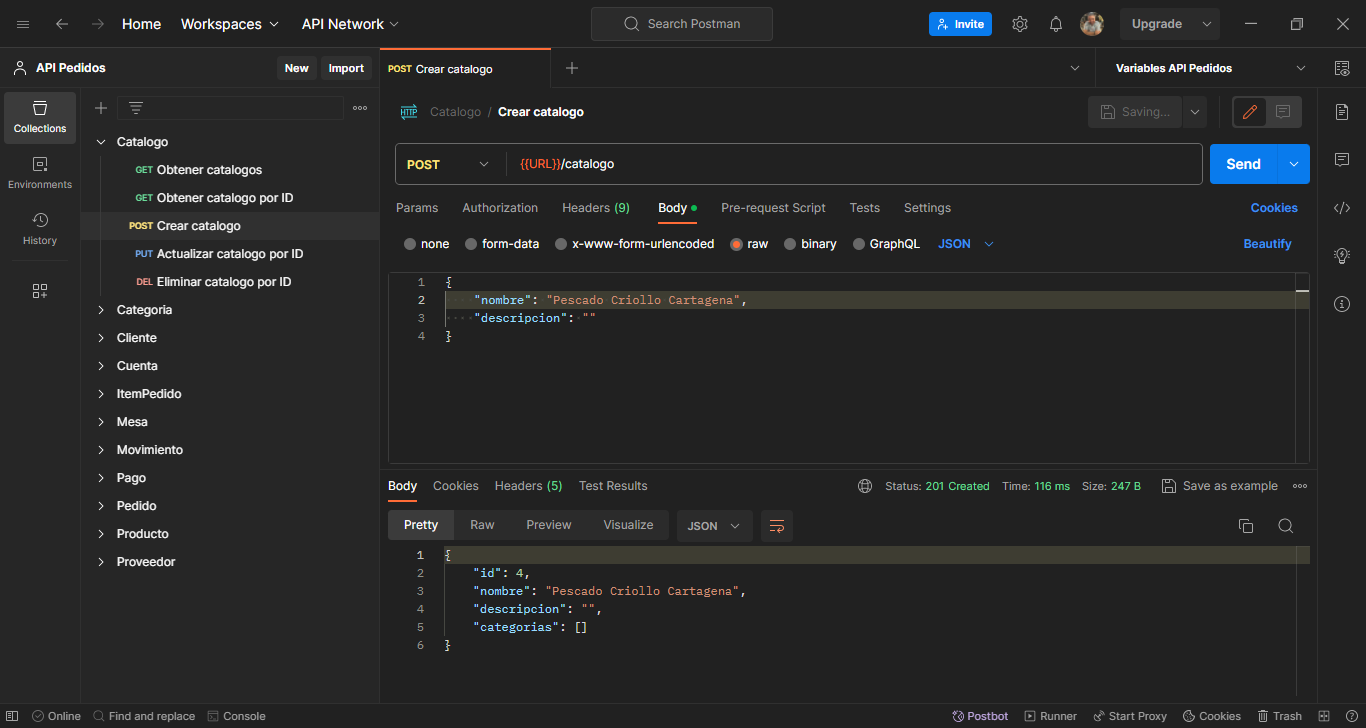 Home Workspaces API Network Search Postman Invite Upgrade
API Pedidos New Import POST Crear catalogo Variables API Pedidos
Collections
Environments
History
Catalogo
GET Obtener catalogos
GET Obtener catalogo por ID
POST Crear catalogo
PUT Actualizar catalogo por ID
DEL Eliminar catalogo por ID
Categoria
Cliente
Cuenta
ItemPedido
Mesa
Movimiento
Pago
Pedido
Producto
Proveedor
HTTP Catalogo / Crear catalogo Saving...
POST {{URL}}/catalogo Send
Params Authorization Headers (9) Body Pre-request Script Tests Settings Cookies
none form-data x-www-form-urlencoded raw binary GraphQL JSON Beautify
1 {
2 "nombre": "Pescado Criollo Cartagena",
3 "descripcion": ""
4 }
Body Cookies Headers (5) Test Results Status: 201 Created Time: 116 ms Size: 247 B Save as example
Pretty Raw Preview Visualize JSON
1 {
2 "id": 4,
3 "nombre": "Pescado Criollo Cartagena",
4 "descripcion": "",
5 "categorias": []
6 }
Online Find and replace Console Postbot Runner Start Proxy Cookies Trash